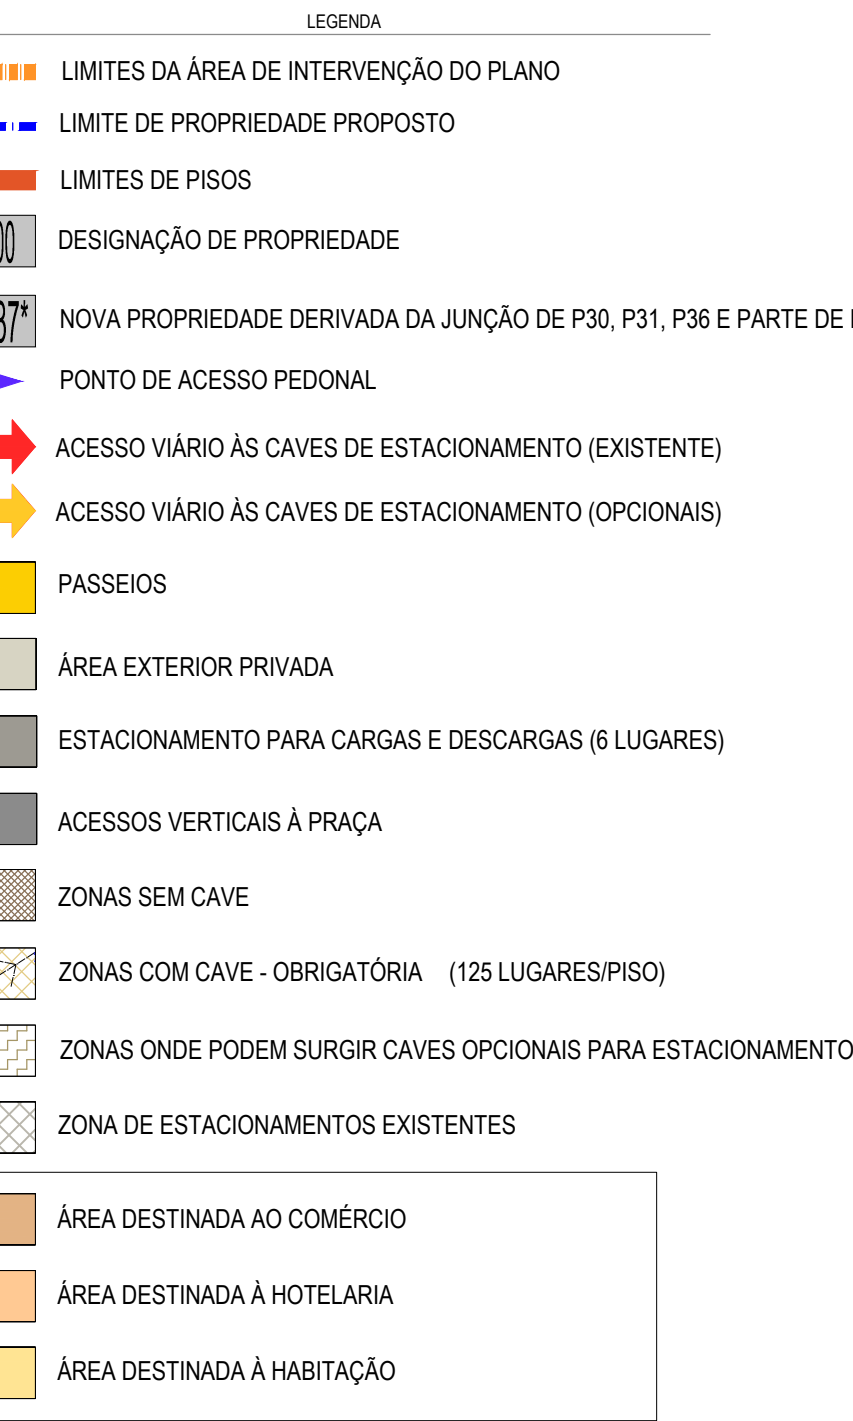 LEGENDA
LIMITES DA ÁREA DE INTERVENÇÃO DO PLANO
LIMITE DE PROPRIEDADE PROPOSTO
LIMITES DE PISOS
00 DESIGNAÇÃO DE PROPRIEDADE
37* NOVA PROPRIEDADE DERIVADA DA JUNÇÃO DE P30, P31, P36 E PARTE DE
PONTO DE ACESSO PEDONAL
ACESSO VIÁRIO ÀS CAVES DE ESTACIONAMENTO (EXISTENTE)
ACESSO VIÁRIO ÀS CAVES DE ESTACIONAMENTO (OPCIONAIS)
PASSEIOS
ÁREA EXTERIOR PRIVADA
ESTACIONAMENTO PARA CARGAS E DESCARGAS (6 LUGARES)
ACESSOS VERTICAIS À PRAÇA
ZONAS SEM CAVE
ZONAS COM CAVE - OBRIGATÓRIA (125 LUGARES/PISO)
ZONAS ONDE PODEM SURGIR CAVES OPCIONAIS PARA ESTACIONAMENTO
ZONA DE ESTACIONAMENTOS EXISTENTES
ÁREA DESTINADA AO COMÉRCIO
ÁREA DESTINADA À HOTELARIA
ÁREA DESTINADA À HABITAÇÃO